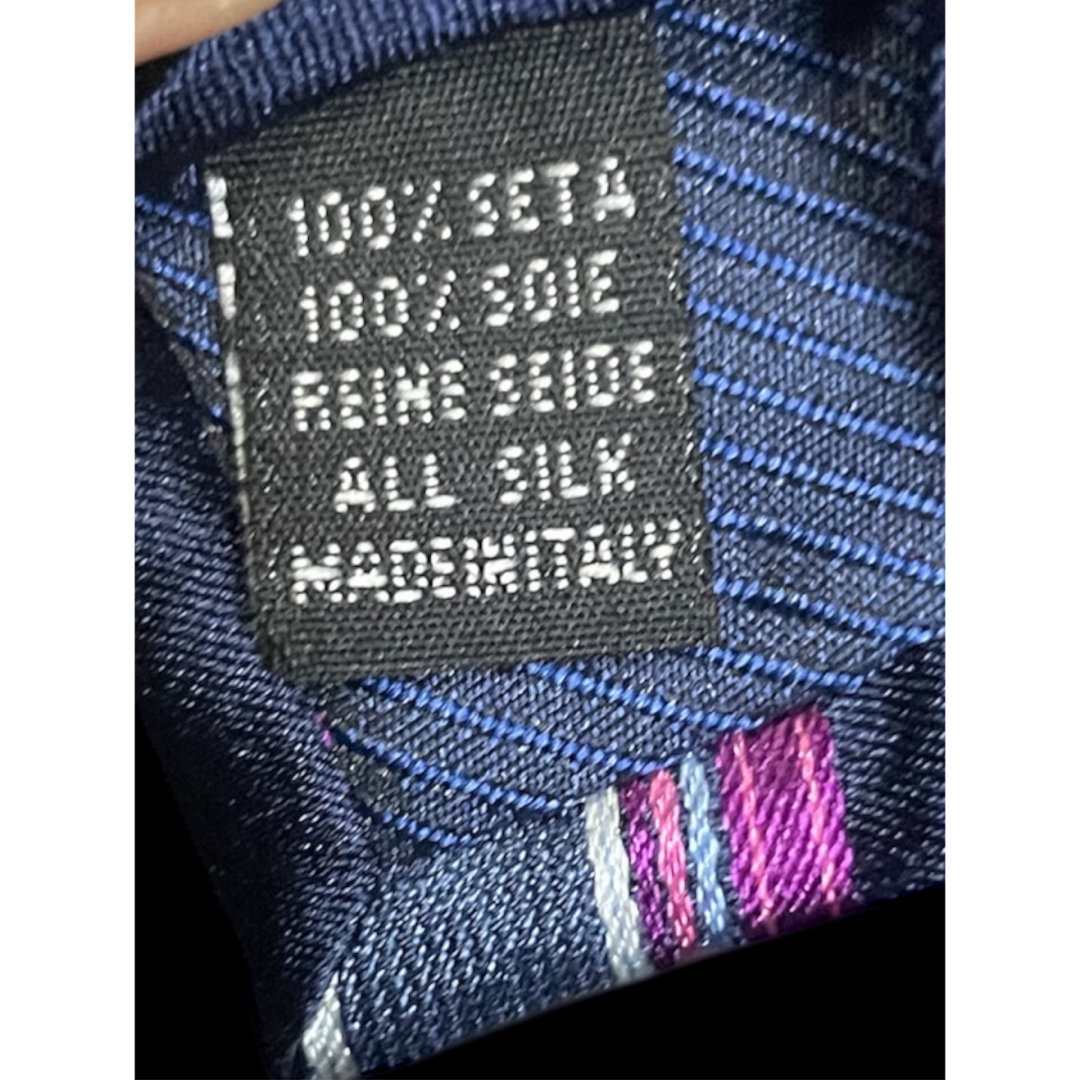 100% SETA
100% SOIE
REINE SEIDE
ALL SILK
MADE IN ITALY